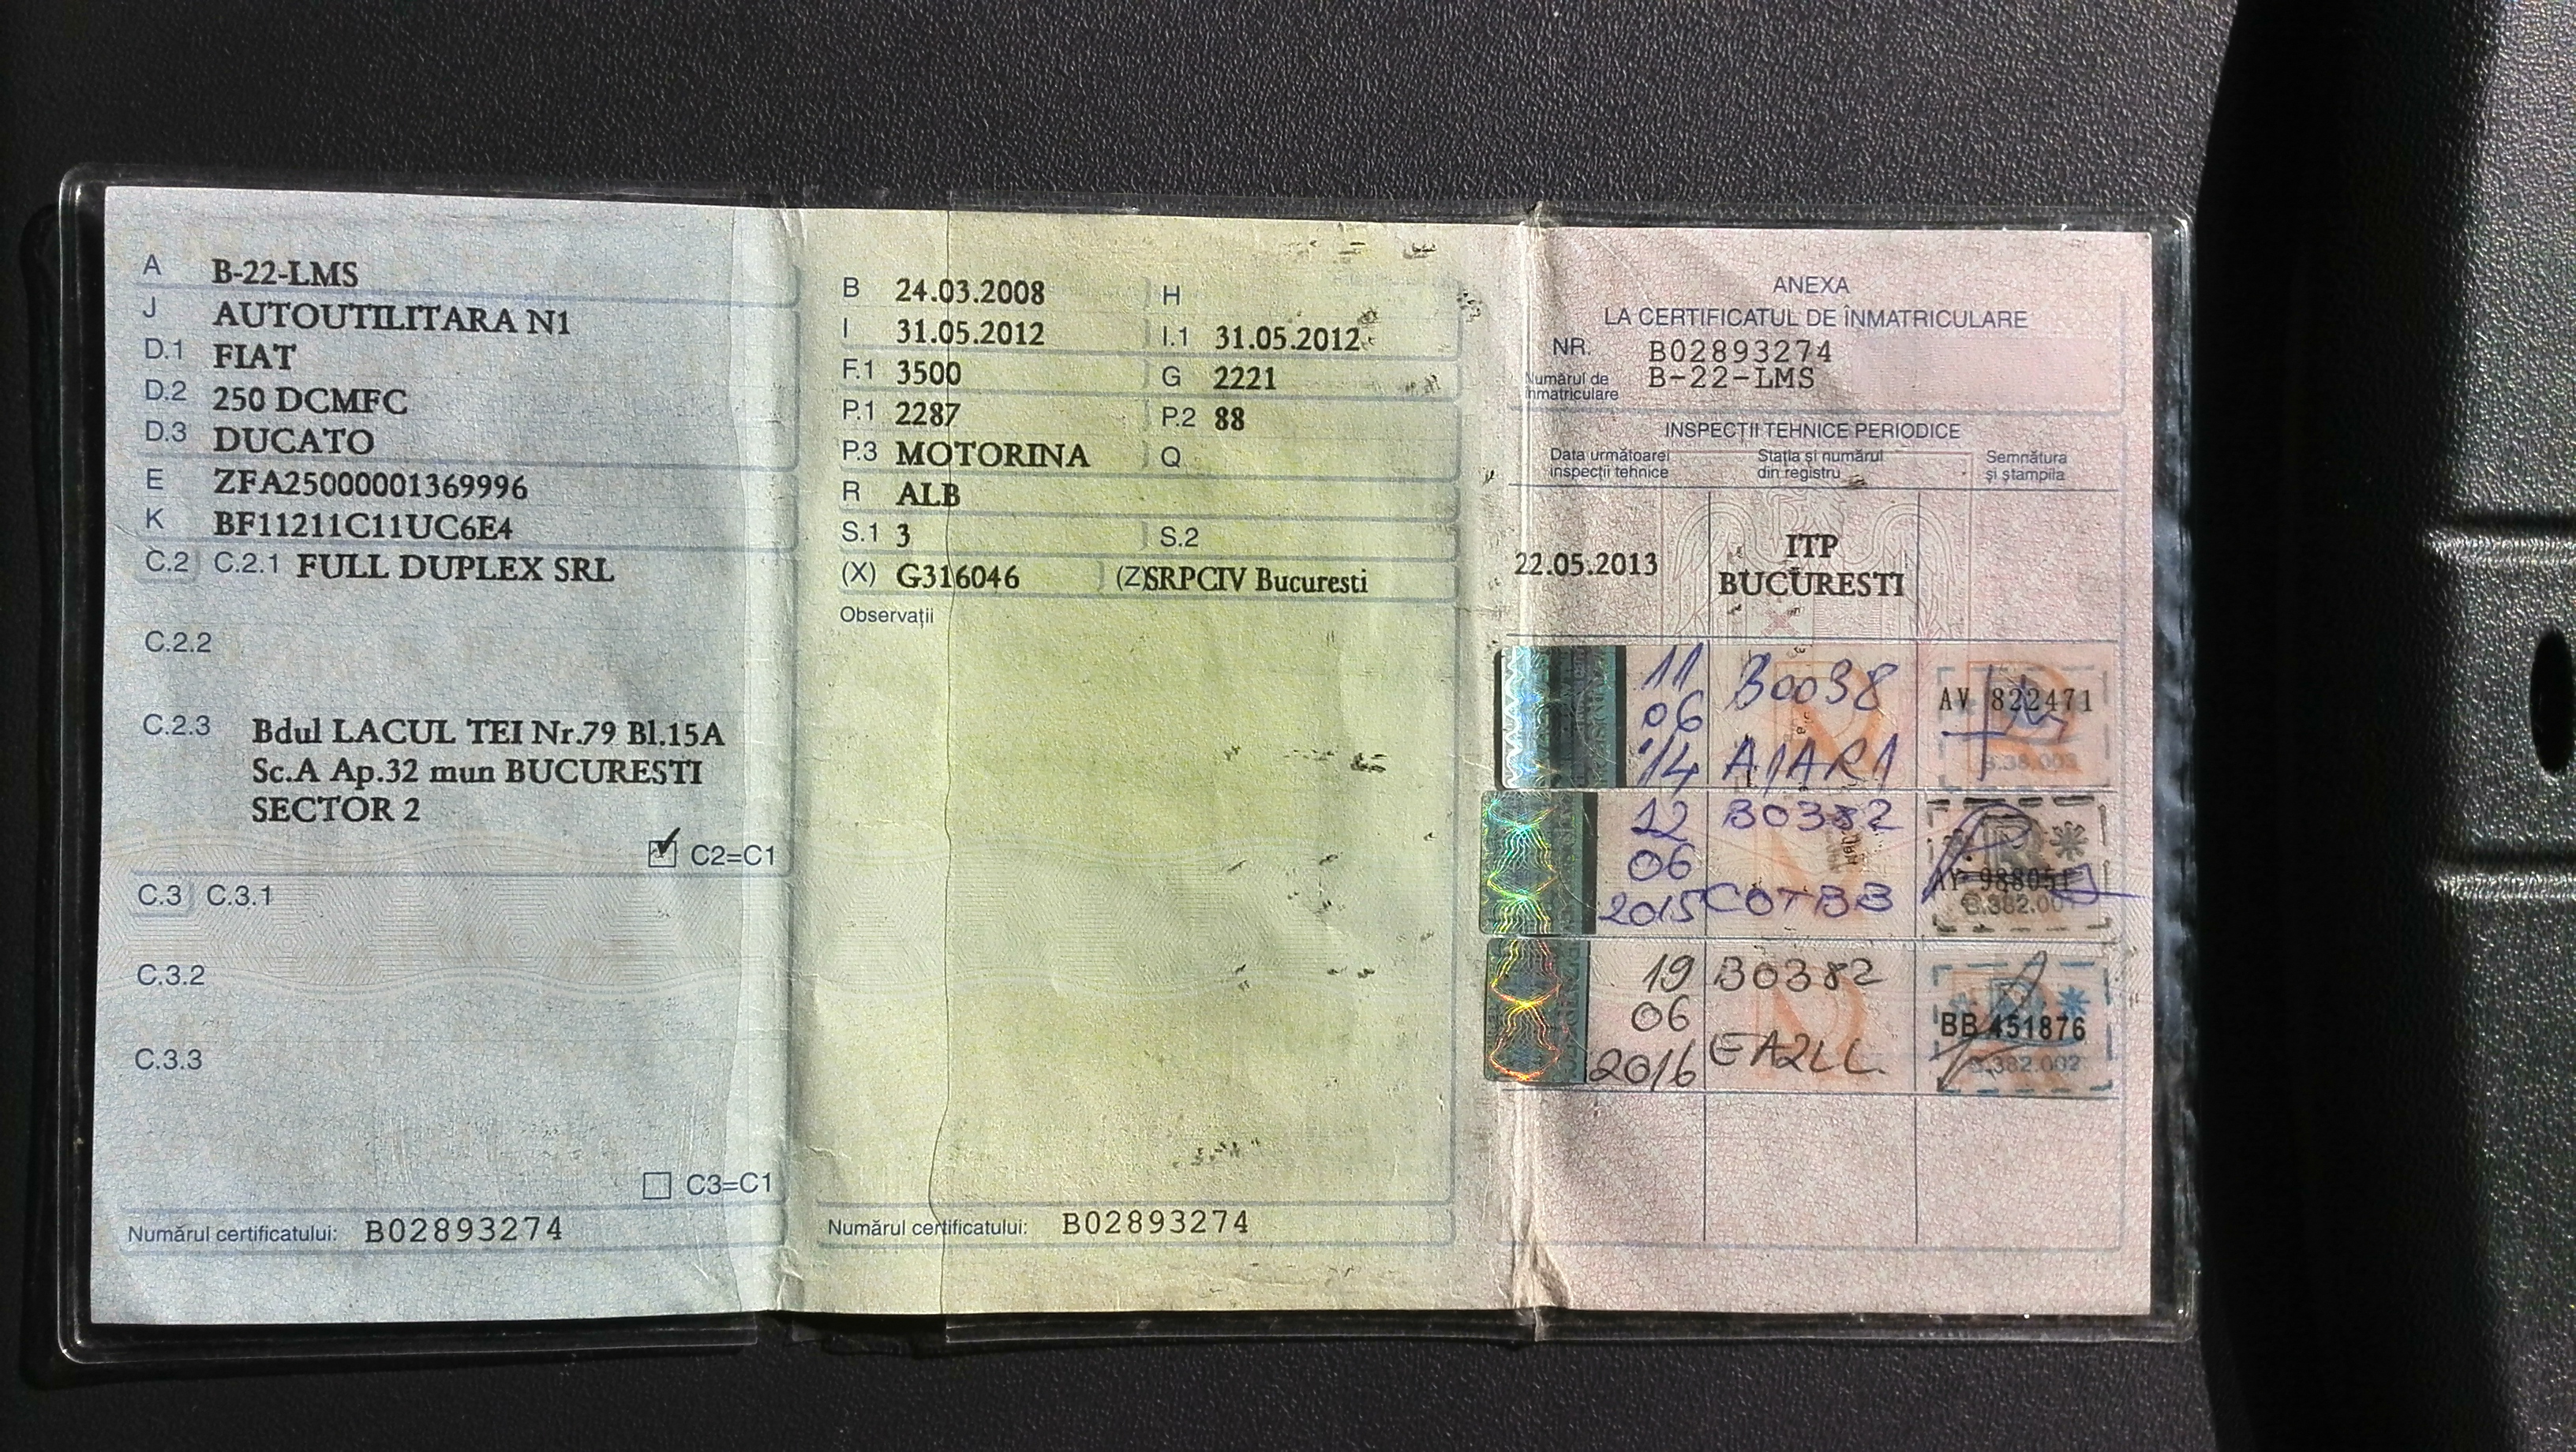 A B-22-LMS
J AUTOUTILITARA N1
D.1 FIAT
D.2 250 DCMFC
D.3 DUCATO
E ZFA25000001369996
K BF11211C11UC6E4
C.2 C.2.1 FULL DUPLEX SRL
C.2.2
C.2.3 Bdul LACUL TEI Nr.79 Bl.15A
Sc.A Ap.32 mun BUCURESTI
SECTOR 2
C2=C1
C.3 C.3.1
C.3.2
C.3.3
C3=C1
Numărul certificatului: B02893274
B 24.03.2008 H
I 31.05.2012 I.1 31.05.2012
F.1 3500 G 2221
P.1 2287 P.2 88
P.3 MOTORINA Q
R ALB
S.1 3 S.2
(X) G316046 (Z)SRPCIV Bucuresti
Observații
Numărul certificatului: B02893274
ANEXA
LA CERTIFICATUL DE ÎNMATRICULARE
NR. B02893274
Numărul de
înmatriculare B-22-LMS
INSPECȚII TEHNICE PERIODICE
Data următoarei
inspecții tehnice
Stația și numărul
din registru
Semnătura
și ștampila
22.05.2013
ITP
BUCURESTI
11
06
'14
B0038
A1AR1
AV 822471
12
06
2015
B0382
COTBB
AY 988051
19
06
2016
B0382
EA2LL
BB 451876
B.382.002